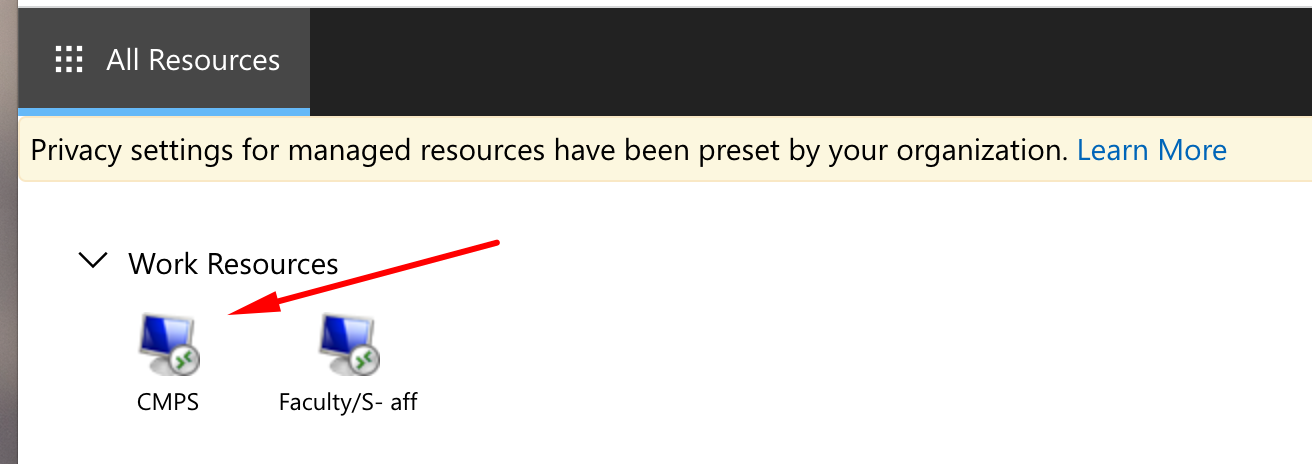 All Resources
Privacy settings for managed resources have been preset by your organization. Learn More
Work Resources
CMPS
Faculty/S- aff